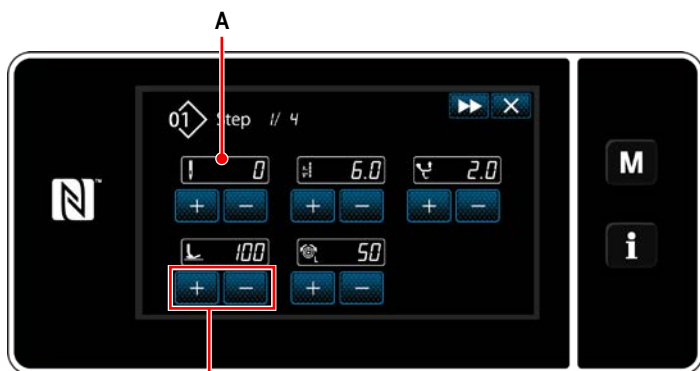 A
01 Step 1/ 4
0 6.0 2.0
+ − + − + −
100 L 50
+ − + −
M
i
N